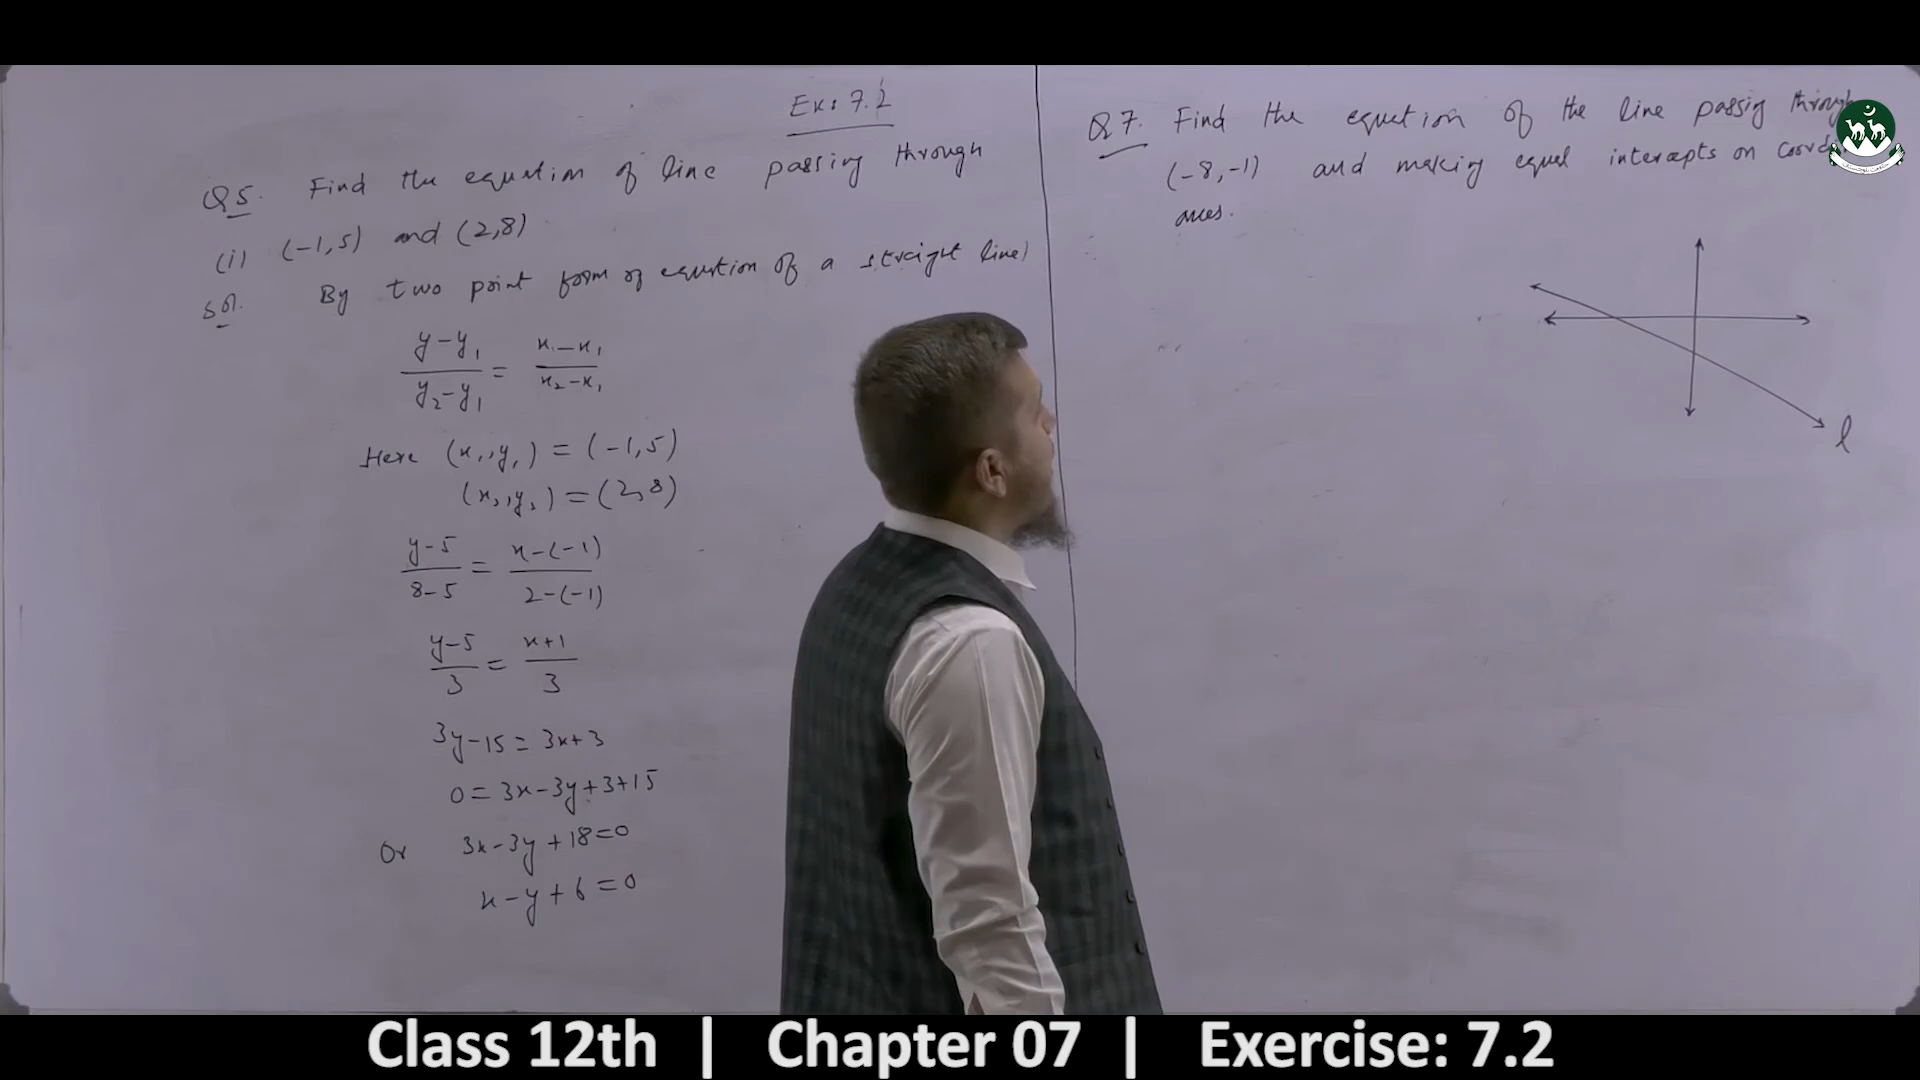 Ex: 7.2
Q5. Find the equation of line passing through
(i) (-1,5) and (2,8)
Sol. By two point form of equation of a straight line)
y-y₁/y₂-y₁ = x-x₁/x₂-x₁
Here (x₁,y₁) = (-1,5)
(x₂,y₂) = (2,8)
y-5/8-5 = x-(-1)/2-(-1)
y-5/3 = x+1/3
3y-15 = 3x+3
0 = 3x-3y+3+15
Or 3x-3y+18=0
x-y+6=0
Q7. Find the equation of the line passing through
(-8,-1) and making equal intercepts on
axes.
l
Class 12th | Chapter 07 | Exercise: 7.2